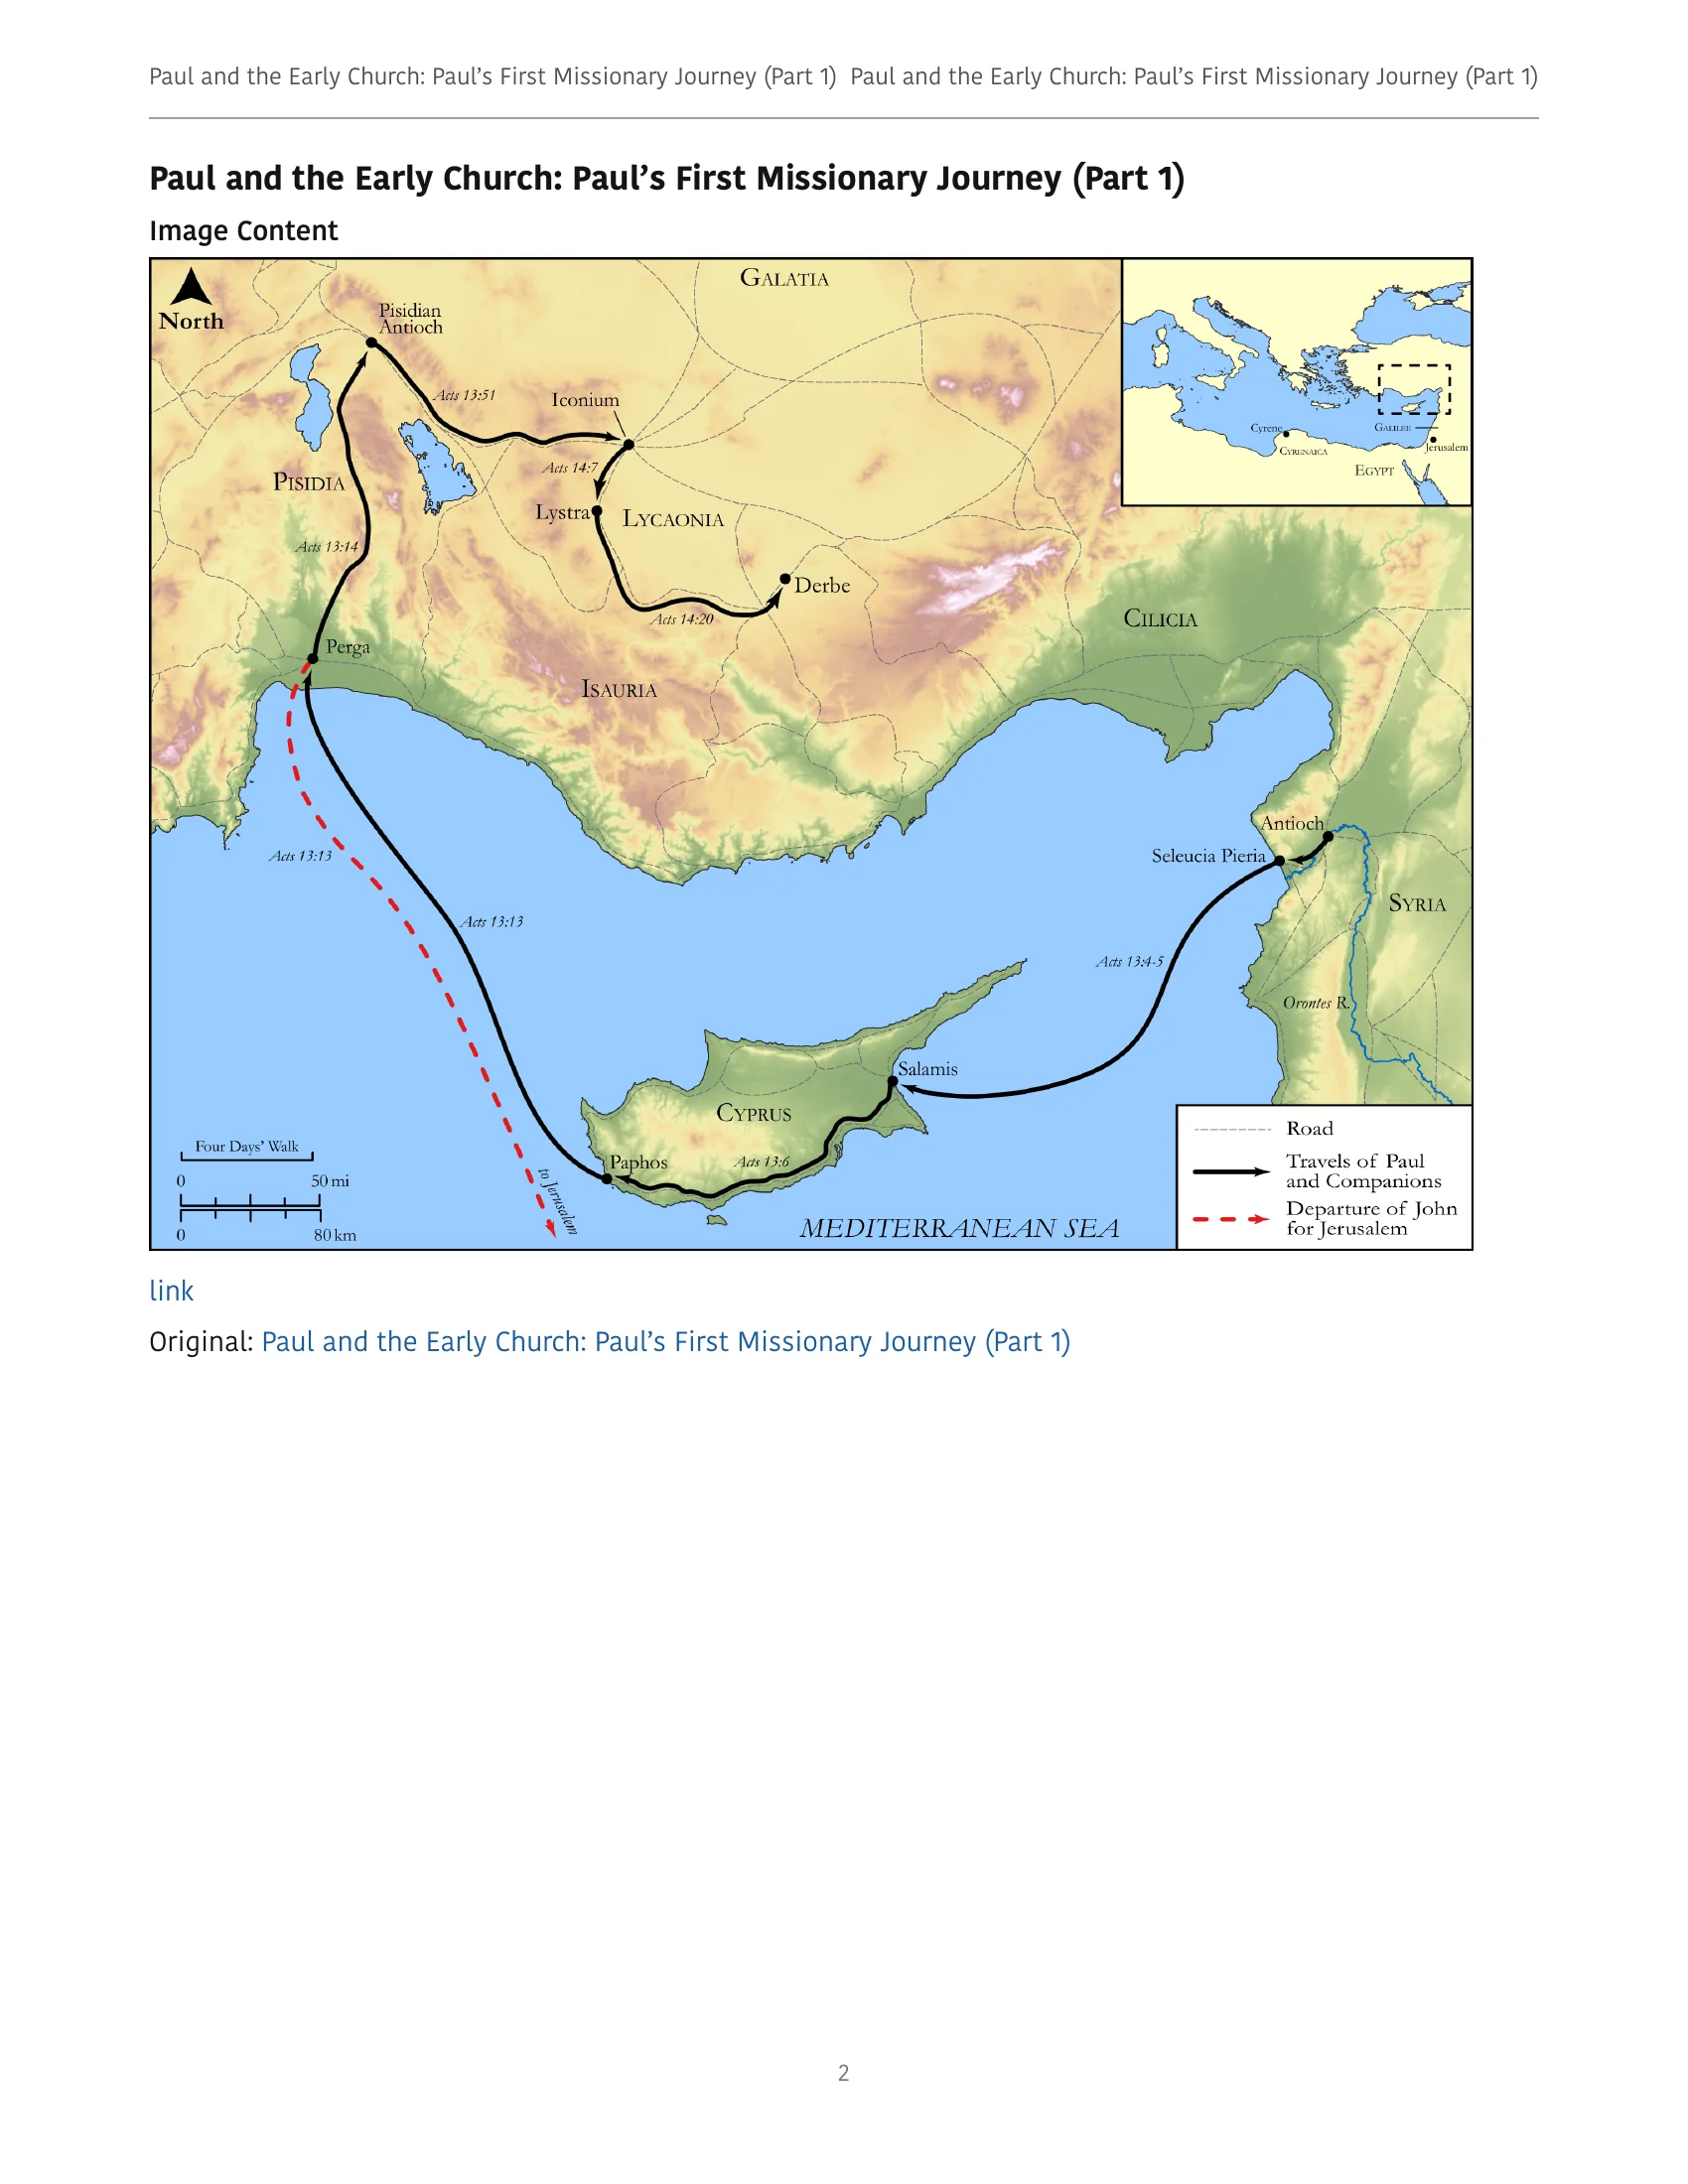 Paul and the Early Church: Paul’s First Missionary Journey (Part 1)  Paul and the Early Church: Paul’s First Missionary Journey (Part 1)
Paul and the Early Church: Paul’s First Missionary Journey (Part 1)
Image Content
North
GALATIA
Pisidian
Antioch
Acts 13:51
Iconium
Acts 14:7
PISIDIA
Lystra
LYCAONIA
Acts 13:14
Derbe
Acts 14:20
CILICIA
Perga
ISAURIA
Cyrene
CYRENAICA
GALILEE
Jerusalem
EGYPT
Antioch
Seleucia Pieria
Acts 13:13
SYRIA
Acts 13:13
Acts 13:4-5
Orontes R.
Salamis
CYPRUS
Paphos
Acts 13:6
to Jerusalem
MEDITERRANEAN SEA
Four Days’ Walk
0 50 mi
0 80 km
Road
Travels of Paul
and Companions
Departure of John
for Jerusalem
link
Original: Paul and the Early Church: Paul’s First Missionary Journey (Part 1)
2